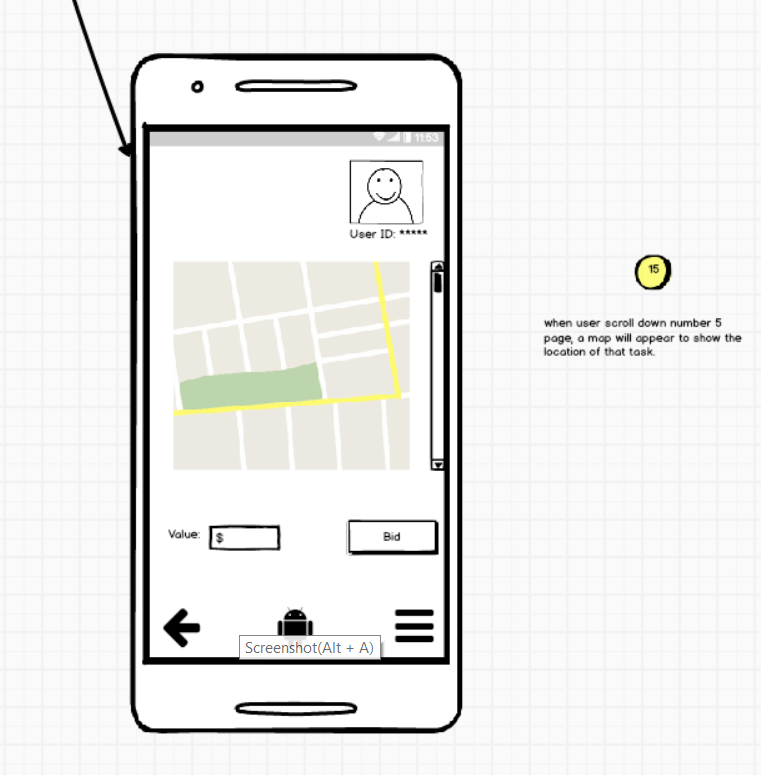 11:53
User ID: *****
15
when user scroll down number 5
page, a map will appear to show the
location of that task.
Value: $
Bid
Screenshot(Alt + A)